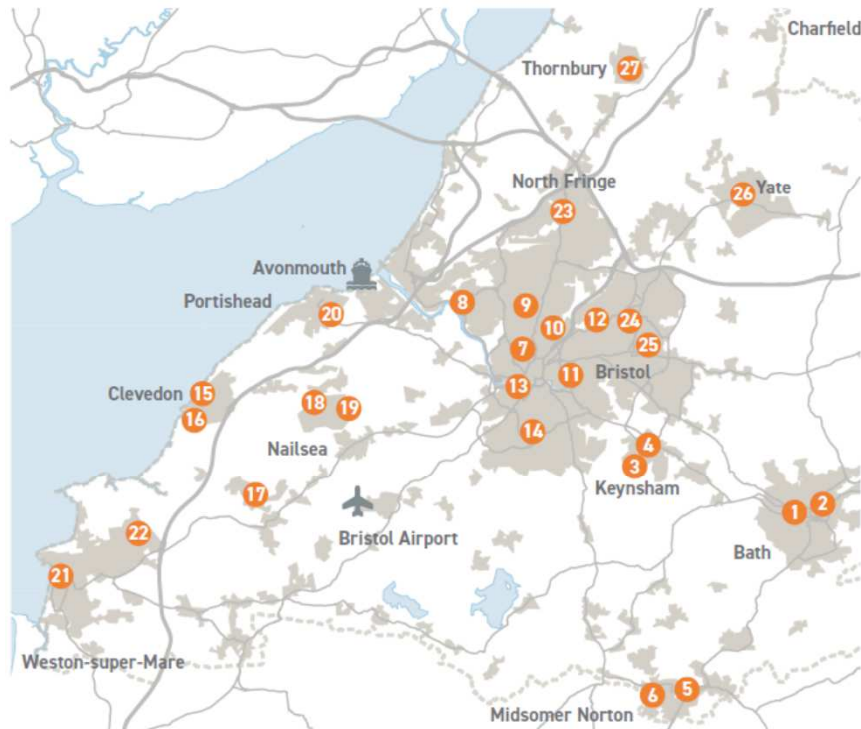 Charfield
Thornbury
27
North Fringe
26
Yate
23
Avonmouth
Portishead
20
8
9
10
12
24
7
25
Bristol
11
13
Clevedon
15
16
18
19
14
Nailsea
4
3
Keynsham
17
Bristol Airport
2
1
Bath
22
21
Weston-super-Mare
6
5
Midsomer Norton